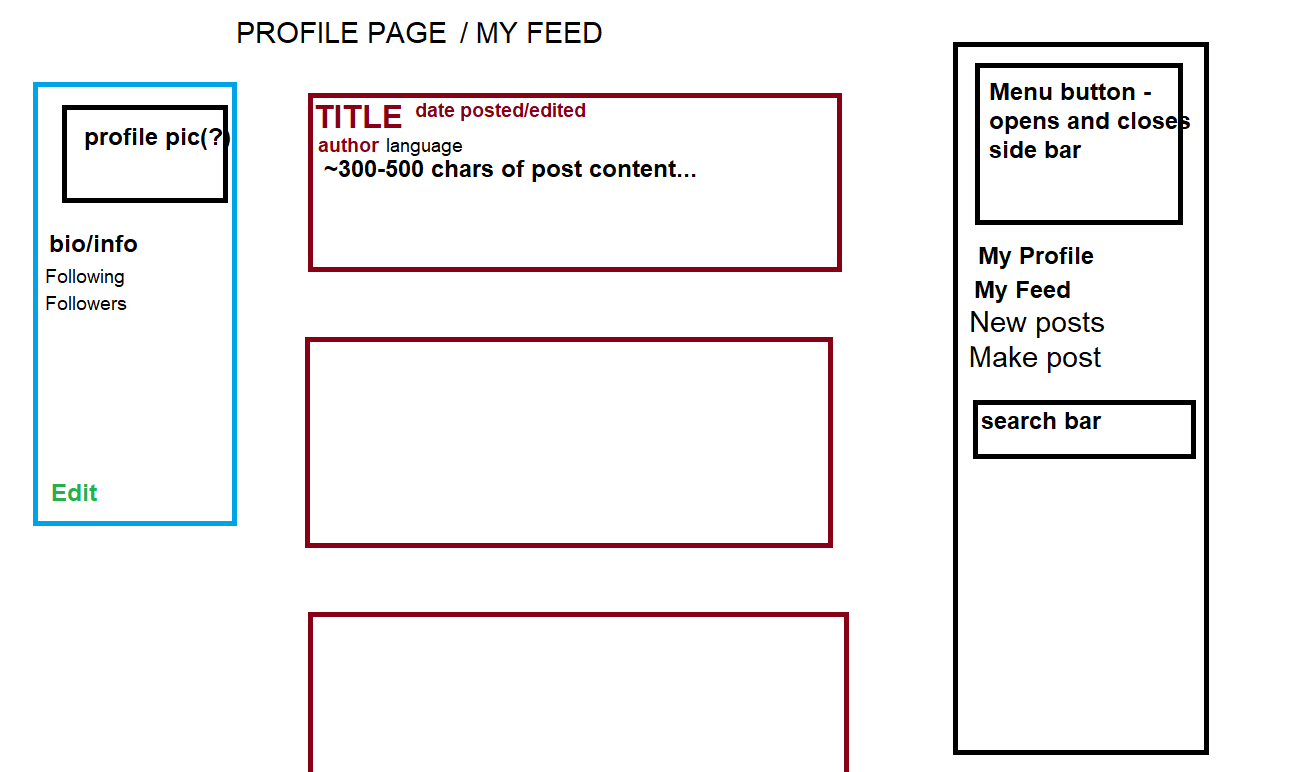 PROFILE PAGE / MY FEED
profile pic(?)
bio/info
Following
Followers
Edit
TITLE date posted/edited
author language
~300-500 chars of post content...
Menu button -
opens and closes
side bar
My Profile
My Feed
New posts
Make post
search bar